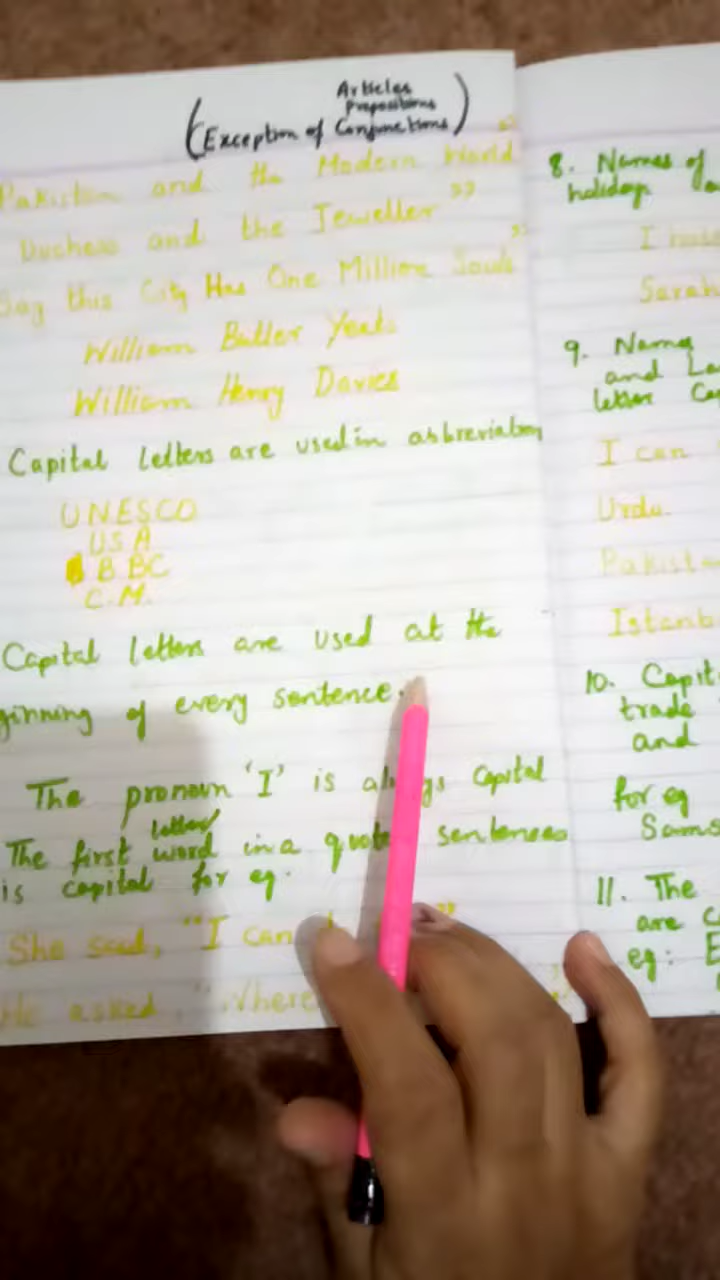 Articles
Prepositions
(Exception of Conjunctions)
Pakistan and the Modern World"
Duchess and the Jeweller"
Say this City Has One Million Souls"
William Butler Yeats
William Henry Davies
Capital letters are used in abbreviation
UNESCO
USA
BBC
C.M.
Capital letters are used at the
ginning of every sentence.
The pronoun 'I' is always capital
letter
The first word in a quoted sentences
is capital for eg.
She said, "I can
He asked, "Where
8. Names of
holiday
I
Sarah
9. Names
and
letter
I can
Urdu.
Pakist
Istanb
10. Capit
trade
and
for eg
Sams
11. The
are c
eg: E